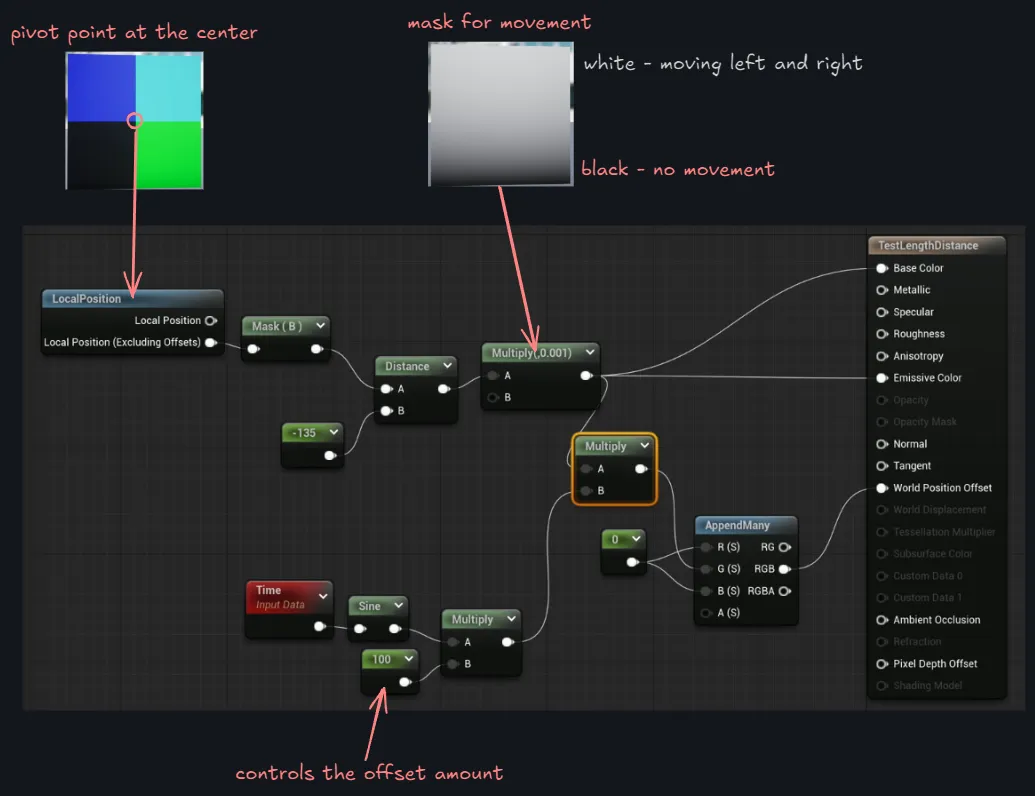 pivot point at the center
mask for movement
white - moving left and right
black - no movement
LocalPosition
Local Position
Local Position (Excluding Offsets)
Mask ( B )
Distance
A
B
-135
Multiply(,0.001)
A
B
Multiply
A
B
0
AppendMany
R (S) RG
G (S) RGB
B (S) RGBA
A (S)
Time
Input Data
Sine
100
Multiply
A
B
controls the offset amount
TestLengthDistance
Base Color
Metallic
Specular
Roughness
Anisotropy
Emissive Color
Opacity
Opacity Mask
Normal
Tangent
World Position Offset
World Displacement
Tessellation Multiplier
Subsurface Color
Custom Data 0
Custom Data 1
Ambient Occlusion
Refraction
Pixel Depth Offset
Shading Model